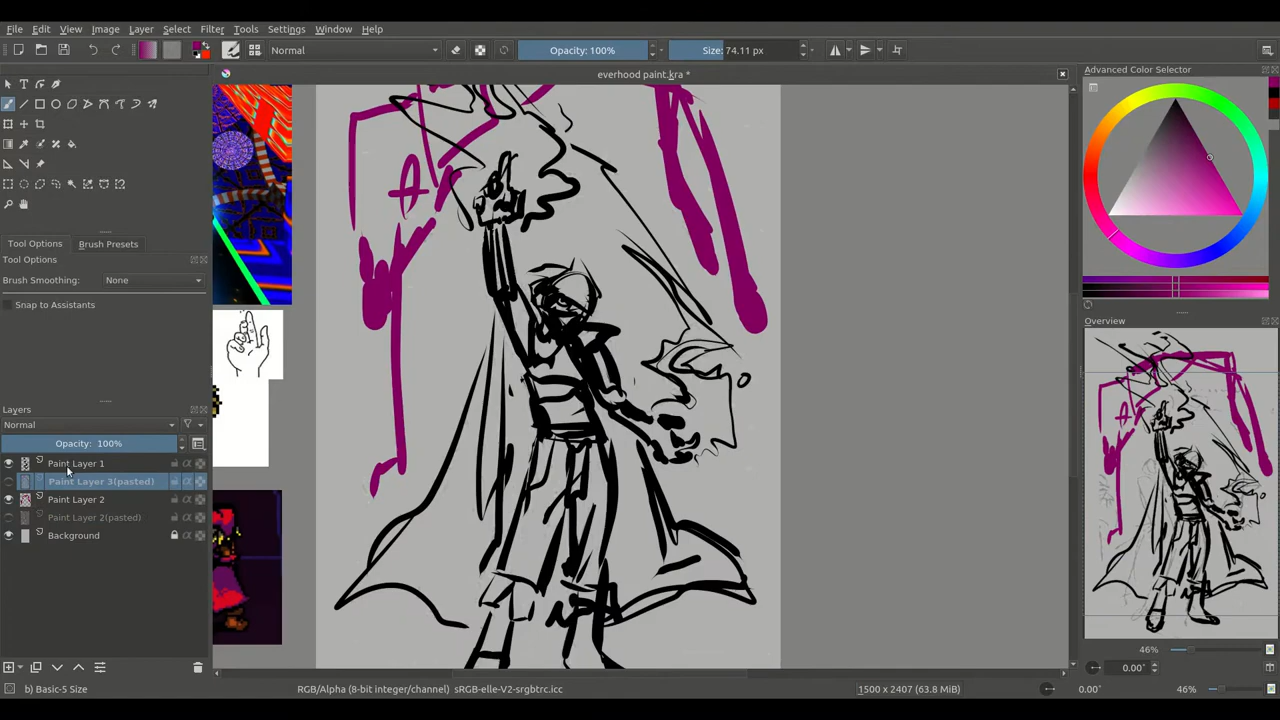 File Edit View Image Layer Select Filter Tools Settings Window Help
Normal Opacity: 100% Size: 74.11 px
everhood paint.kra *
Advanced Color Selector
Tool Options Brush Presets
Tool Options
Brush Smoothing: None
Snap to Assistants
Overview
Layers
Normal
Opacity: 100%
Paint Layer 1
Paint Layer 3(pasted)
Paint Layer 2
Paint Layer 2(pasted)
Background
46%
0.00°
b) Basic-5 Size RGB/Alpha (8-bit integer/channel) sRGB-elle-V2-srgbtrc.icc 1500 x 2407 (63.8 MiB) 0.00° 46%